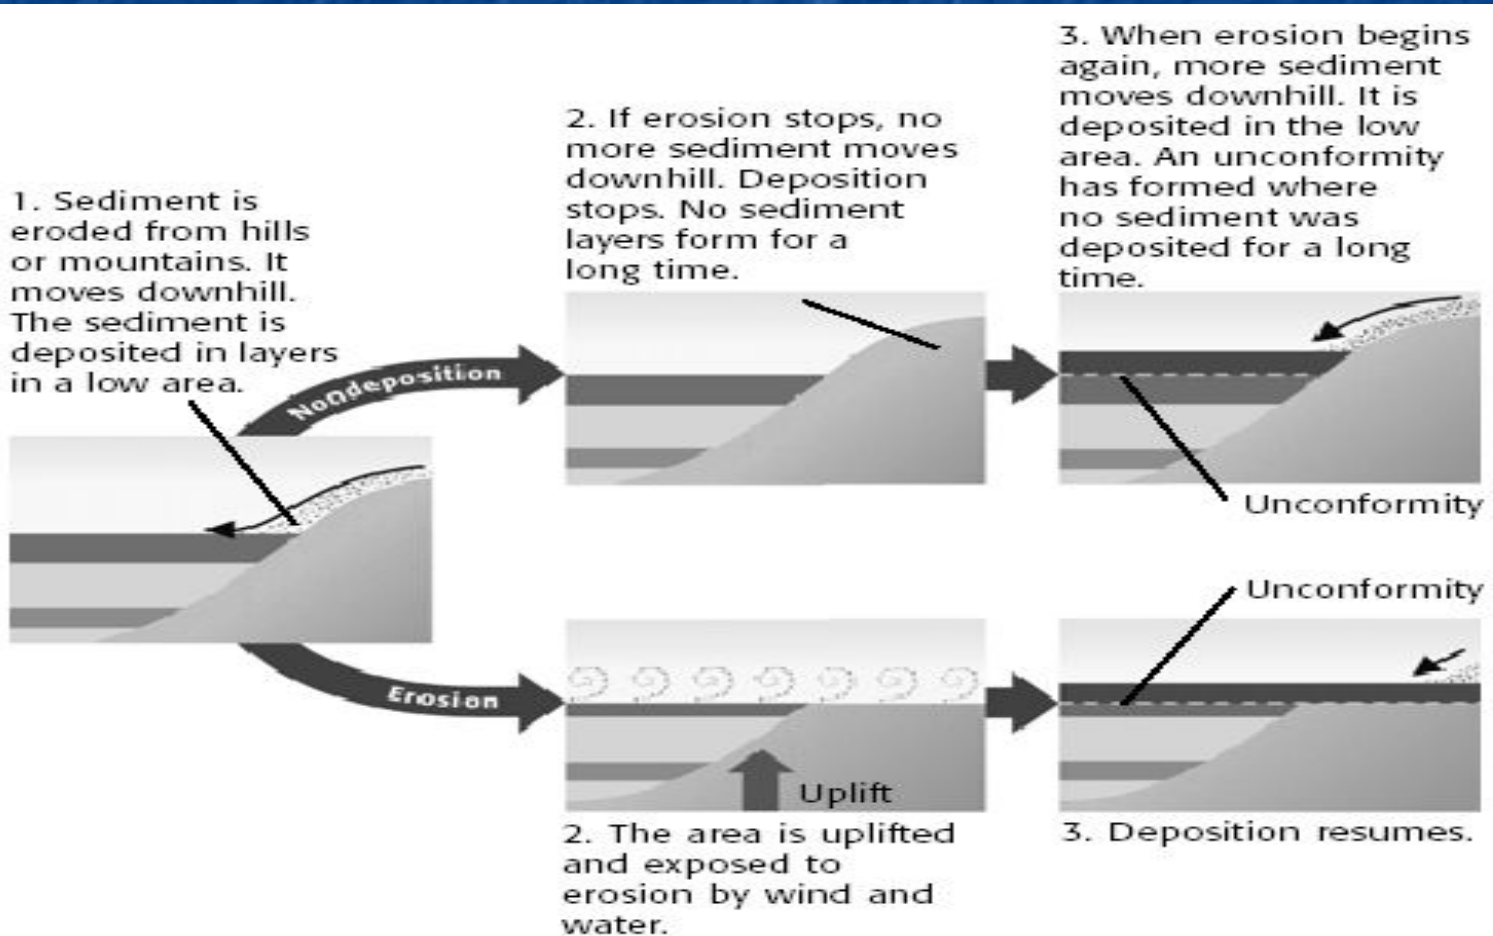 1. Sediment is
eroded from hills
or mountains. It
moves downhill.
The sediment is
deposited in layers
in a low area.
Nondeposition
2. If erosion stops, no
more sediment moves
downhill. Deposition
stops. No sediment
layers form for a
long time.
3. When erosion begins
again, more sediment
moves downhill. It is
deposited in the low
area. An unconformity
has formed where
no sediment was
deposited for a long
time.
Unconformity
Erosion
Uplift
2. The area is uplifted
and exposed to
erosion by wind and
water.
Unconformity
3. Deposition resumes.